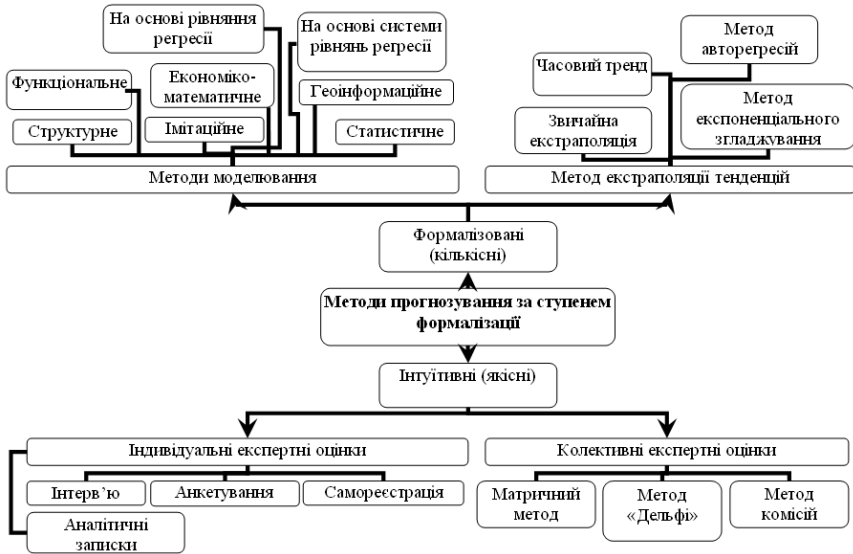 На основі рівняння
регресії
На основі системи
рівнянь регресії
Метод
авторегресій
Функціональне
Економіко-
математичне
Геоінформаційне
Часовий тренд
Метод
експоненціального
згладжування
Структурне
Імітаційне
Статистичне
Звичайна
екстраполяція
Методи моделювання
Метод екстраполяції тенденцій
Формалізовані
(кількісні)
Методи прогнозування за ступенем
формалізації
Інтуїтивні (якісні)
Індивідуальні експертні оцінки
Колективні експертні оцінки
Інтерв’ю
Анкетування
Самореєстрація
Аналітичні
записки
Матричний
метод
Метод
«Дельфі»
Метод
комісій